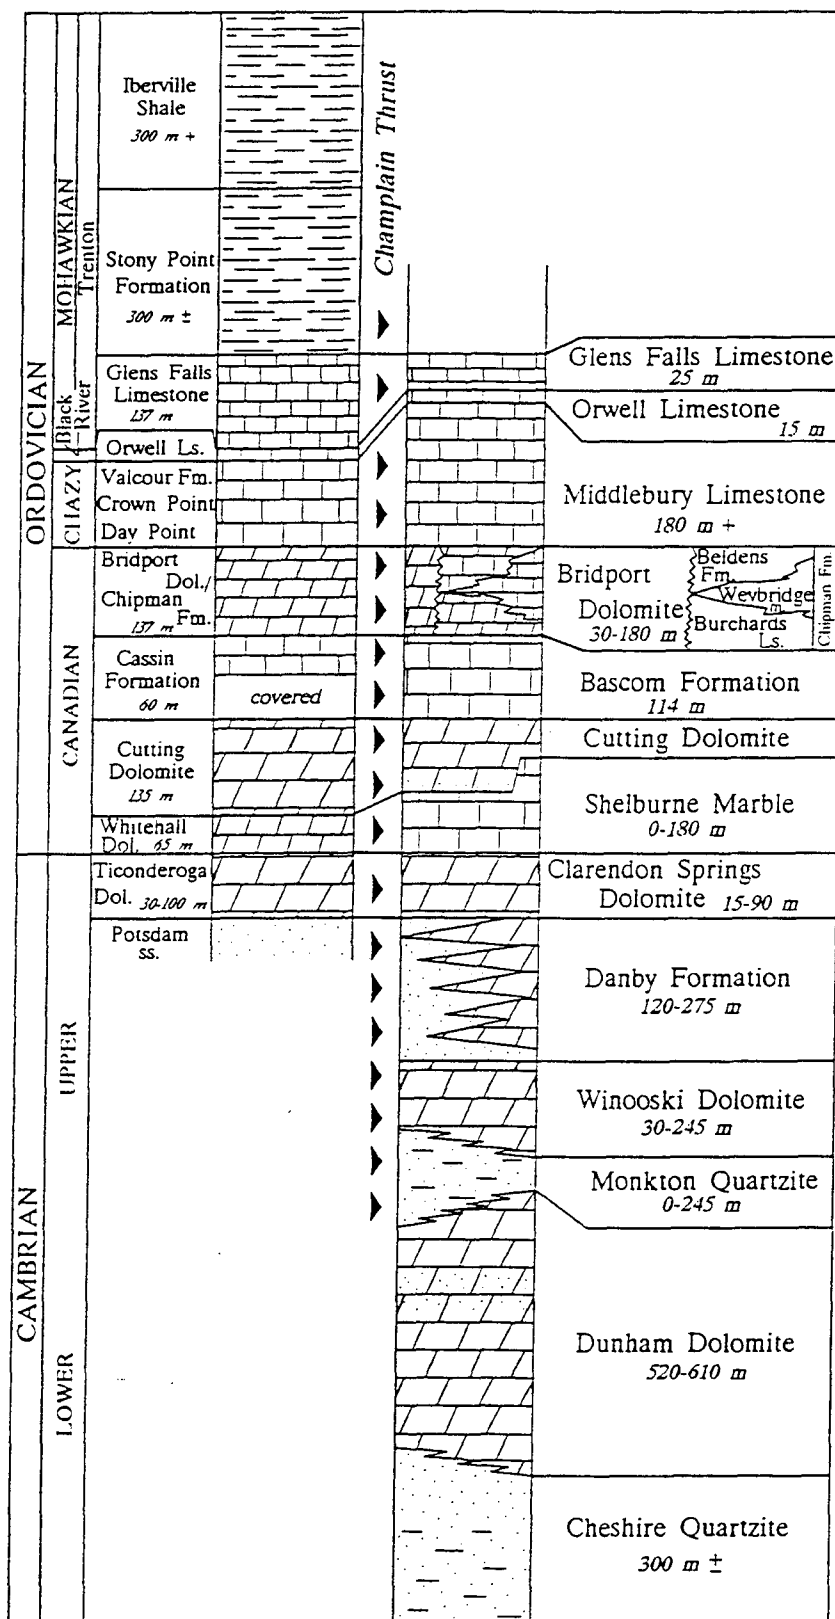 ORDOVICIAN
MOHAWKIAN
Trenton
Black
River
CHAZY
CANADIAN
CAMBRIAN
UPPER
LOWER
Iberville
Shale
300 m +
Stony Point
Formation
300 m ±
Glens Falls
Limestone
137 m
Orwell Ls.
Valcour Fm.
Crown Point
Day Point
Bridport
Dol./
Chipman
137 m Fm.
Cassin
Formation
60 m
covered
Cutting
Dolomite
135 m
Whitehall
Dol. 65 m
Ticonderoga
Dol. 30-100 m
Potsdam
ss.
Champlain Thrust
Glens Falls Limestone
25 m
Orwell Limestone
15 m
Middlebury Limestone
180 m +
Bridport
Dolomite
30-180 m
Beldens
Fm.
Weybridge
m.
Burchards
Ls.
Chipman Fm.
Bascom Formation
114 m
Cutting Dolomite
Shelburne Marble
0-180 m
Clarendon Springs
Dolomite 15-90 m
Danby Formation
120-275 m
Winooski Dolomite
30-245 m
Monkton Quartzite
0-245 m
Dunham Dolomite
520-610 m
Cheshire Quartzite
300 m ±